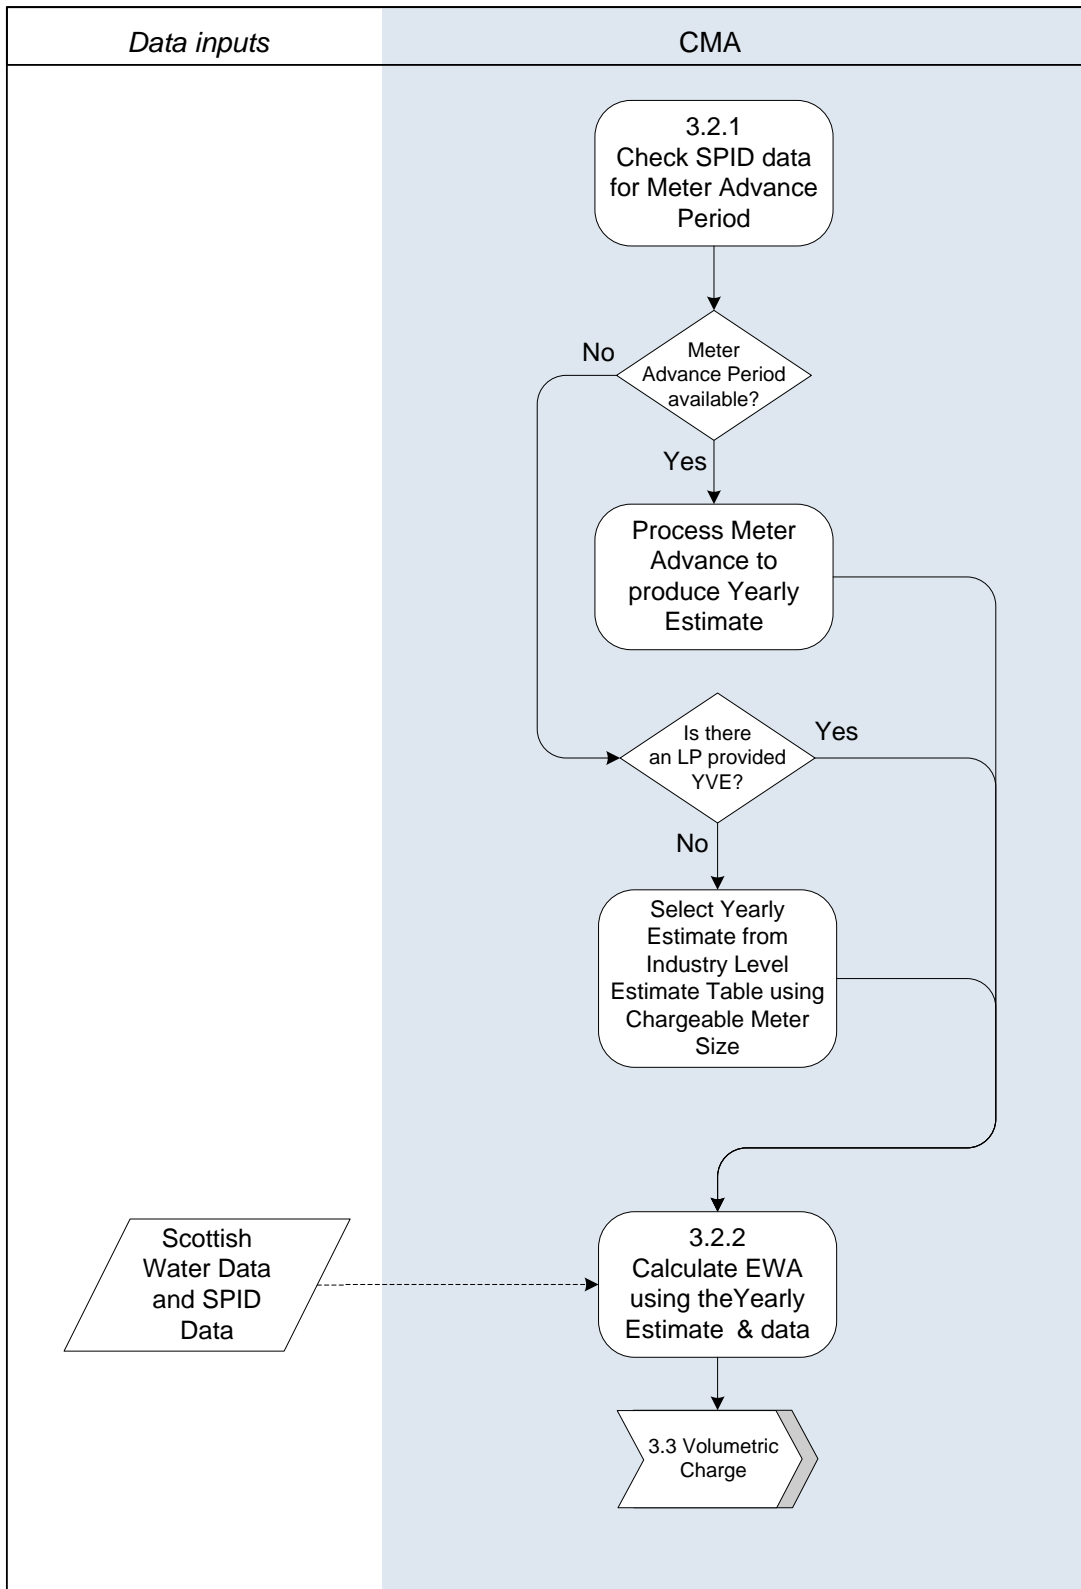 Data inputs
CMA
3.2.1
Check SPID data
for Meter Advance
Period
No
Meter
Advance Period
available?
Yes
Process Meter
Advance to
produce Yearly
Estimate
Is there
an LP provided
YVE?
Yes
No
Select Yearly
Estimate from
Industry Level
Estimate Table using
Chargeable Meter
Size
Scottish
Water Data
and SPID
Data
3.2.2
Calculate EWA
using theYearly
Estimate & data
3.3 Volumetric
Charge